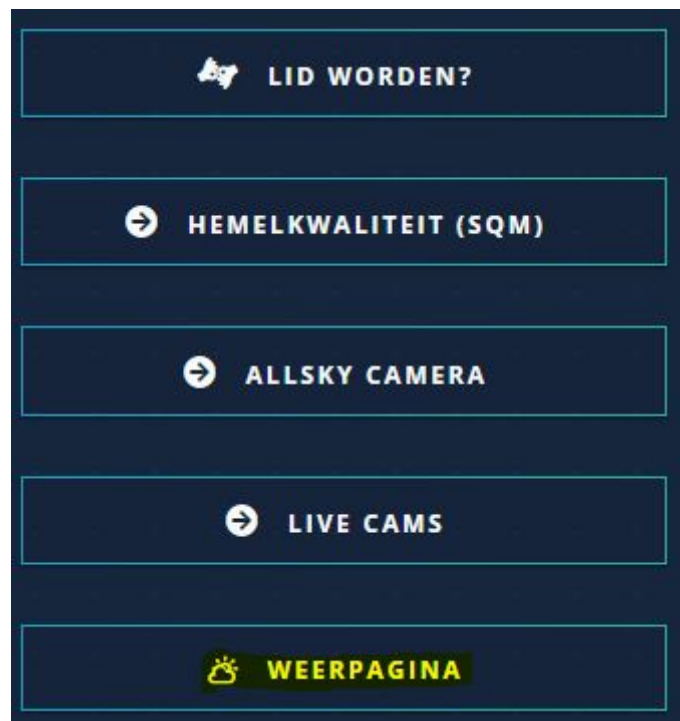 LID WORDEN?
HEMELKWALITEIT (SQM)
ALLSKY CAMERA
LIVE CAMS
WEERPAGINA